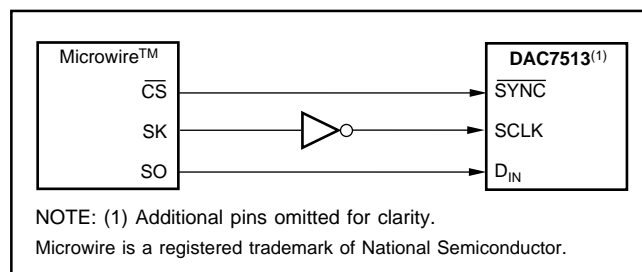 Microwire™
DAC7513(1)
CS
SYNC
SK
SCLK
SO
DIN
NOTE: (1) Additional pins omitted for clarity.
Microwire is a registered trademark of National Semiconductor.